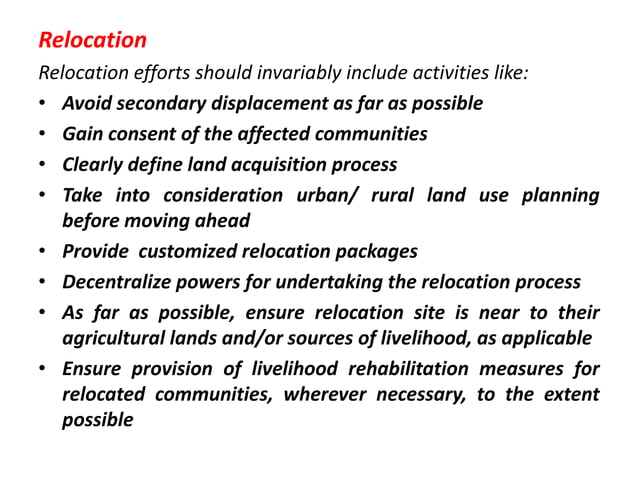 Relocation
Relocation efforts should invariably include activities like:
• Avoid secondary displacement as far as possible
• Gain consent of the affected communities
• Clearly define land acquisition process
• Take into consideration urban/ rural land use planning
before moving ahead
• Provide customized relocation packages
• Decentralize powers for undertaking the relocation process
• As far as possible, ensure relocation site is near to their
agricultural lands and/or sources of livelihood, as applicable
• Ensure provision of livelihood rehabilitation measures for
relocated communities, wherever necessary, to the extent
possible